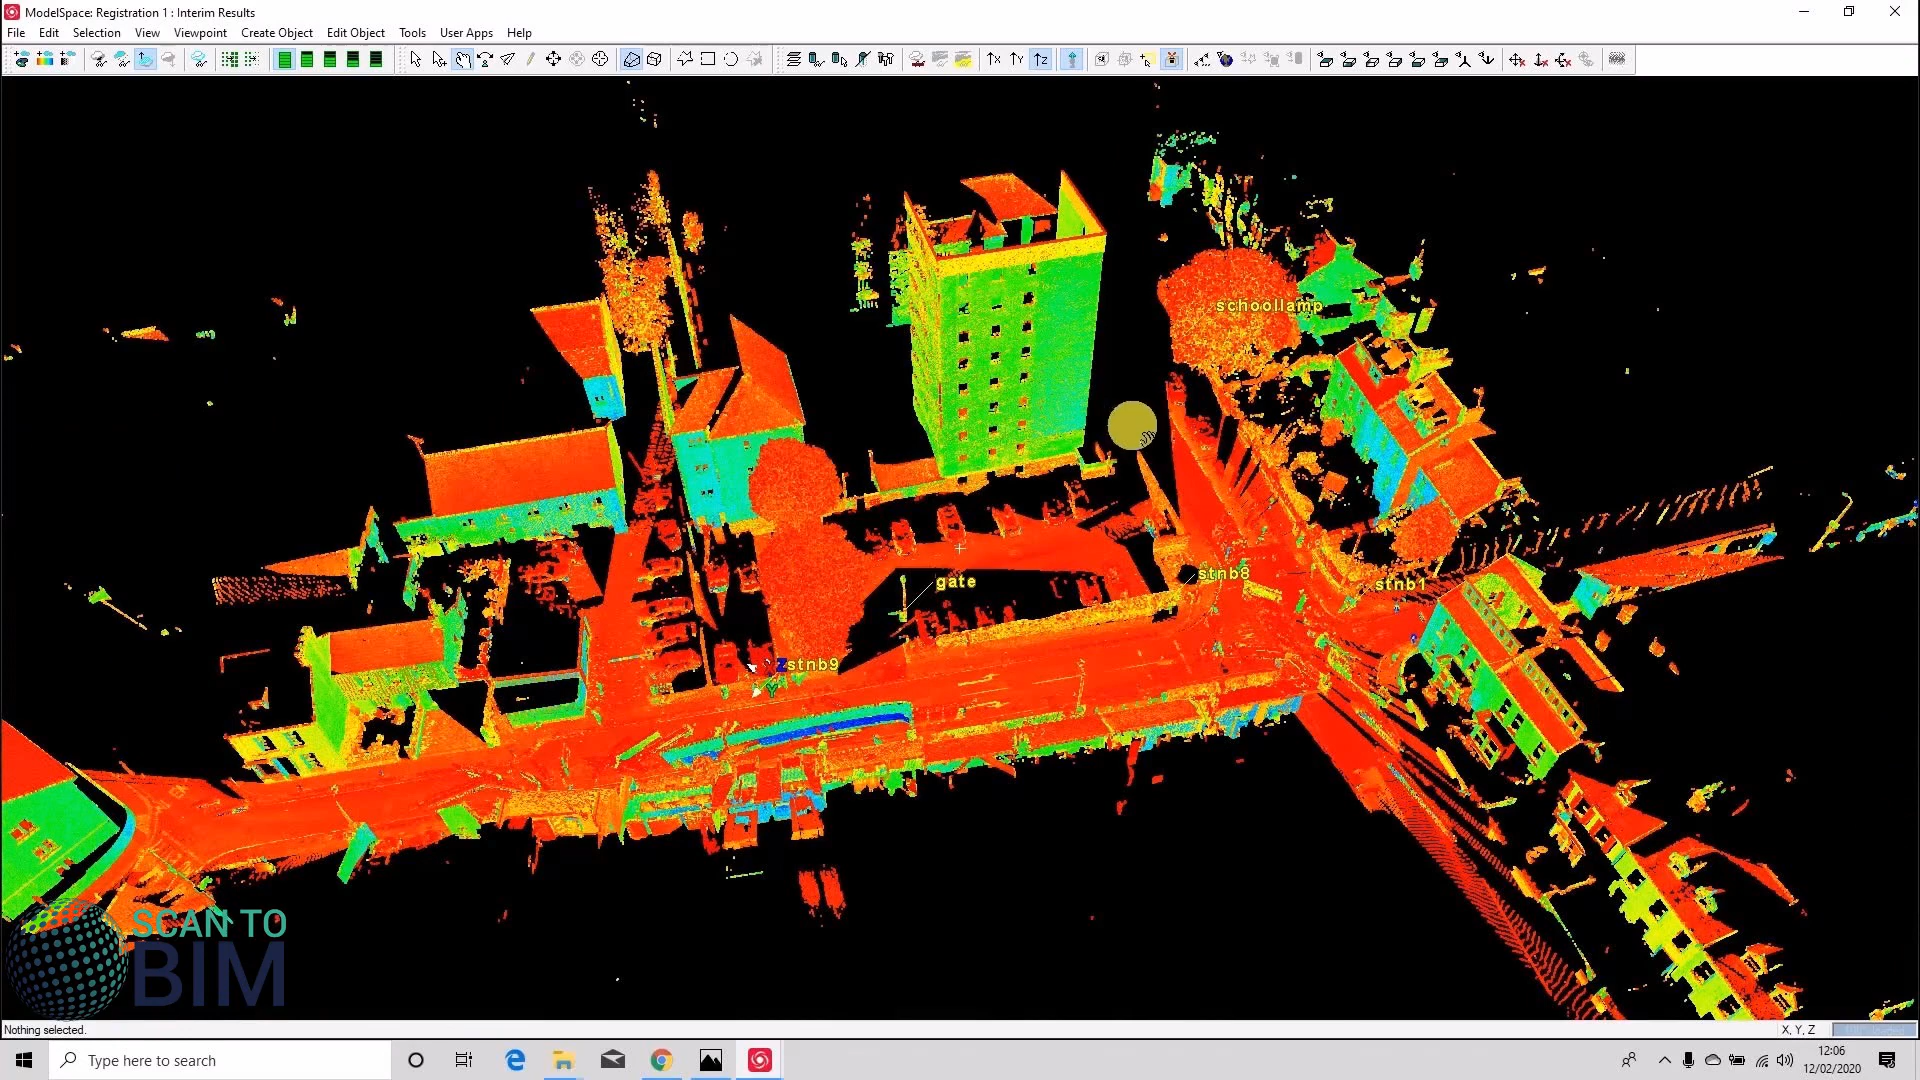 ModelSpace: Registration 1 : Interim Results
File Edit Selection View Viewpoint Create Object Edit Object Tools User Apps Help
X Y Z
schoollamp
gate
stnb8
stnb1
Z stnb9
Y
SCAN TO
BIM
Nothing selected.
X, Y, Z
Type here to search
12:06
12/02/2020